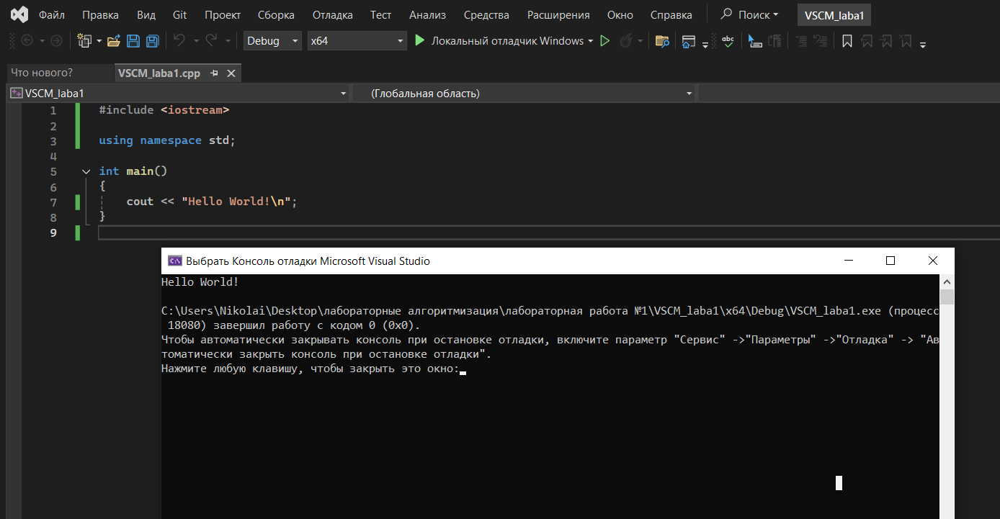 Файл Правка Вид Git Проект Сборка Отладка Тест Анализ Средства Расширения Окно Справка Поиск VSCM_laba1
Debug x64 Локальный отладчик Windows abc
Что нового? VSCM_laba1.cpp
VSCM_laba1 (Глобальная область)
1 #include <iostream>
2
3 using namespace std;
4
5 int main()
6 {
7 cout << "Hello World!\n";
8 }
9
C:\ Выбрать Консоль отладки Microsoft Visual Studio
Hello World!
C:\Users\Nikolai\Desktop\лабораторные алгоритмизация\лабораторная работа №1\VSCM_laba1\x64\Debug\VSCM_laba1.exe (процесс
18080) завершил работу с кодом 0 (0x0).
Чтобы автоматически закрывать консоль при остановке отладки, включите параметр "Сервис" ->"Параметры" ->"Отладка" -> "Ав
томатически закрыть консоль при остановке отладки".
Нажмите любую клавишу, чтобы закрыть это окно: